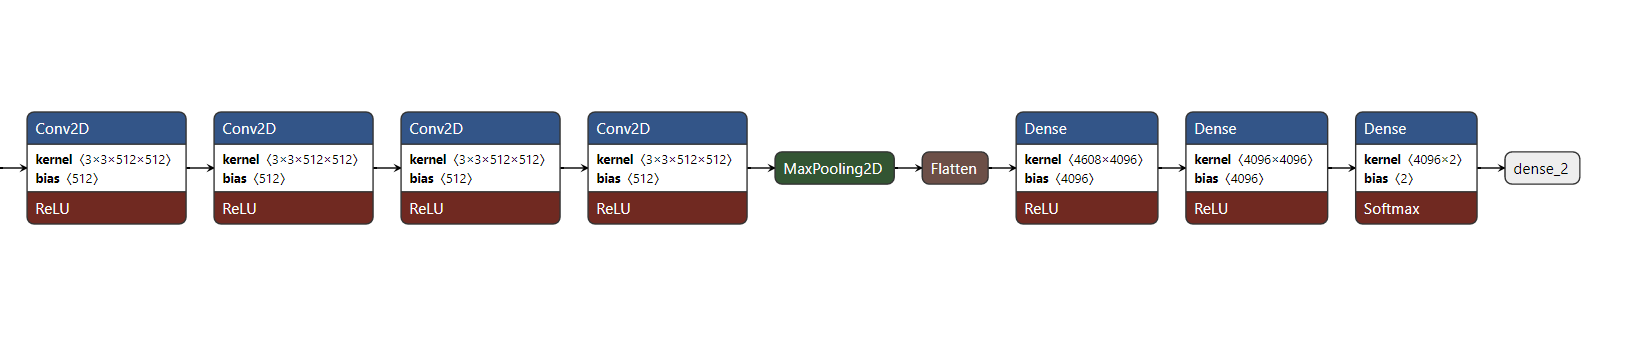 Conv2D
kernel 〈3×3×512×512〉
bias 〈512〉
ReLU
Conv2D
kernel 〈3×3×512×512〉
bias 〈512〉
ReLU
Conv2D
kernel 〈3×3×512×512〉
bias 〈512〉
ReLU
Conv2D
kernel 〈3×3×512×512〉
bias 〈512〉
ReLU
MaxPooling2D
Flatten
Dense
kernel 〈4608×4096〉
bias 〈4096〉
ReLU
Dense
kernel 〈4096×4096〉
bias 〈4096〉
ReLU
Dense
kernel 〈4096×2〉
bias 〈2〉
Softmax
dense_2